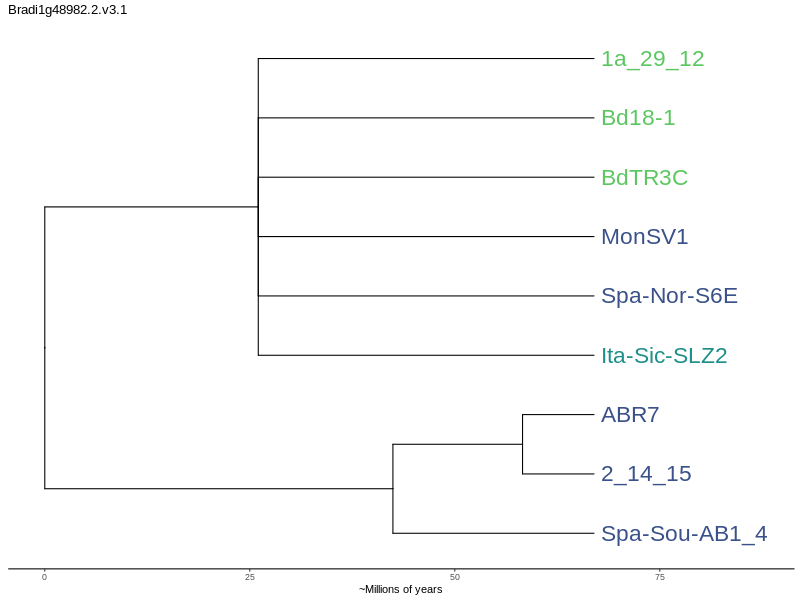 Bradi1g48982.2.v3.1
1a_29_12
Bd18-1
BdTR3C
MonSV1
Spa-Nor-S6E
Ita-Sic-SLZ2
ABR7
2_14_15
Spa-Sou-AB1_4
0 25 50 75
~Millions of years